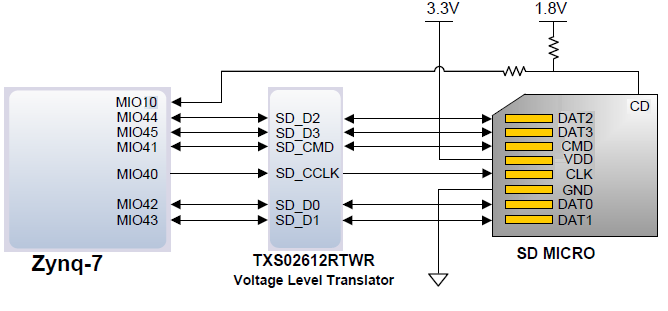 3.3V
1.8V
CD
MIO10
MIO44 SD_D2 DAT2
MIO45 SD_D3 DAT3
MIO41 SD_CMD CMD
VDD
MIO40 SD_CCLK CLK
GND
MIO42 SD_D0 DAT0
MIO43 SD_D1 DAT1
Zynq-7
TXS02612RTWR
Voltage Level Translator
SD MICRO